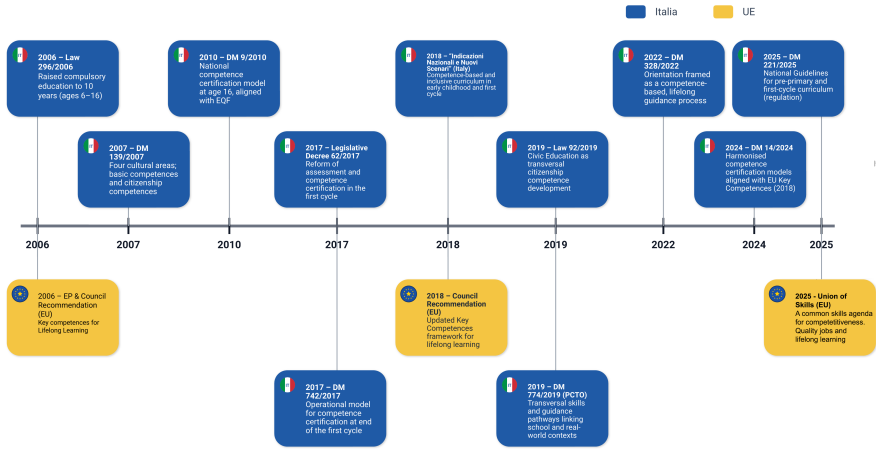 Italia
UE
2006 – Law
296/2006
Raised compulsory
education to 10
years (ages 6–16)
2010 – DM 9/2010
National
competence
certification model
at age 16, aligned
with EQF
2018 – "Indicazioni
Nazionali e Nuovi
Scenari" (Italy)
Competence-based and
inclusive curriculum in
early childhood and first
cycle
2022 – DM
328/2022
Orientation framed
as a competence-
based, lifelong
guidance process
2025 – DM
221/2025
National Guidelines
for pre-primary and
first-cycle curriculum
(regulation)
2007 – DM
139/2007
Four cultural areas;
basic competences
and citizenship
competences
2017 – Legislative
Decree 62/2017
Reform of
assessment and
competence
certification in the
first cycle
2019 – Law 92/2019
Civic Education as
transversal
citizenship
competence
development
2024 – DM 14/2024
Harmonised
competence
certification models
aligned with EU Key
Competences (2018)
2006
2007
2010
2017
2018
2019
2022
2024
2025
2006 – EP & Council
Recommendation
(EU)
Key competences for
Lifelong Learning
2018 – Council
Recommendation
(EU)
Updated Key
Competences
framework for
lifelong learning
2025 - Union of
Skills (EU)
A common skills agenda
for competitiveness.
Quality jobs and
lifelong learning
2017 – DM
742/2017
Operational model
for competence
certification at end
of the first cycle
2019 – DM
774/2019 (PCTO)
Transversal skills
and guidance
pathways linking
school and real-
world contexts